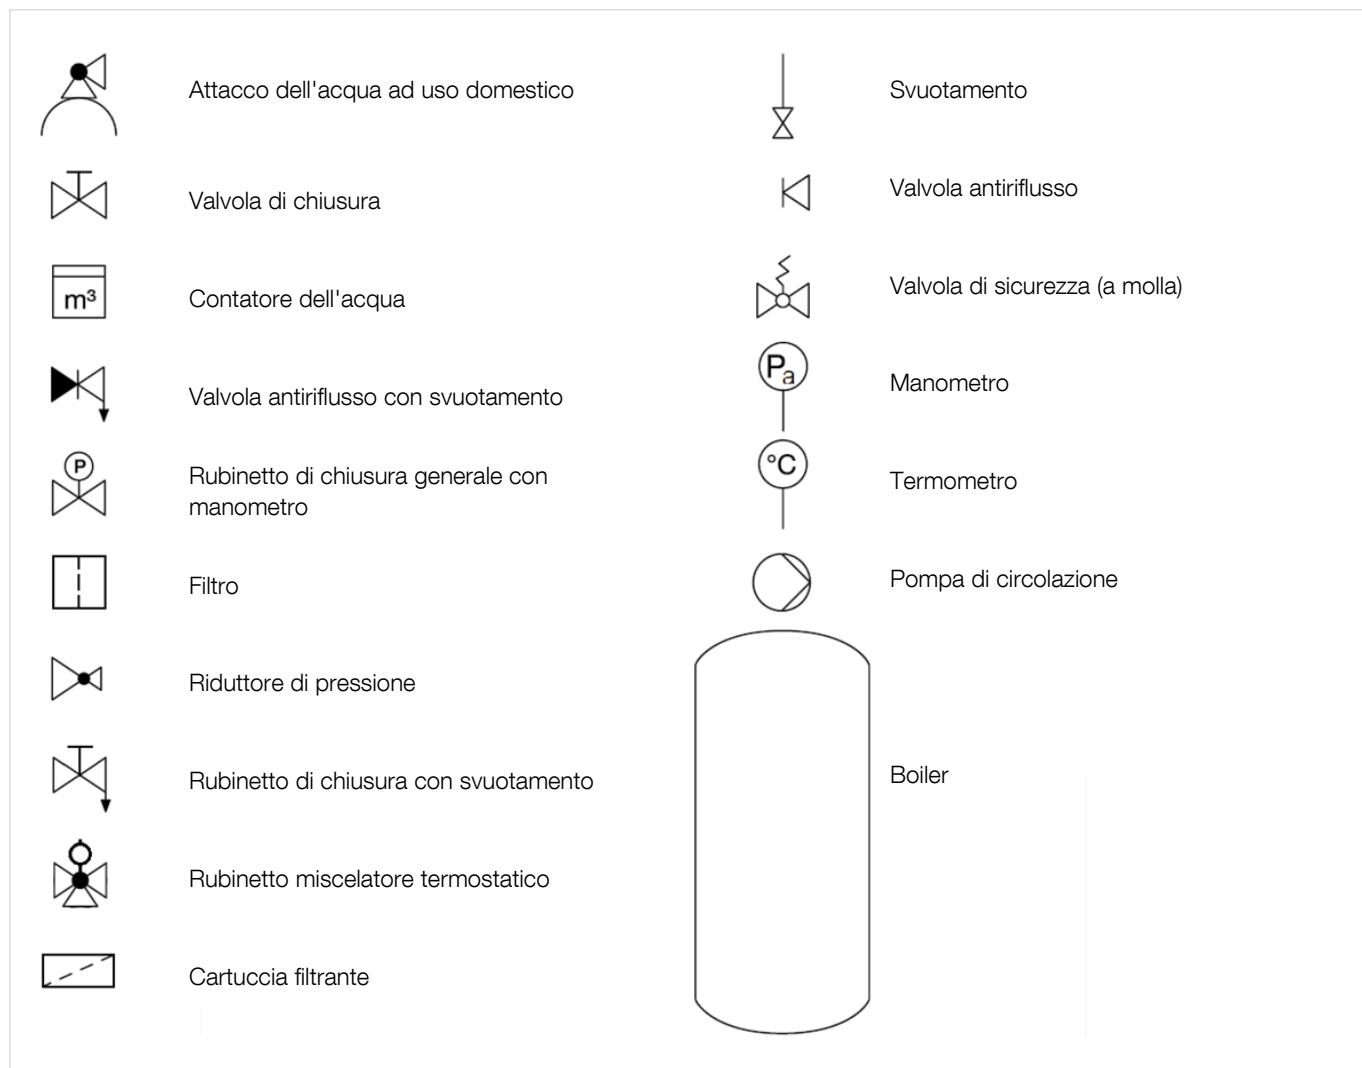 Attacco dell'acqua ad uso domestico
Valvola di chiusura
m³
Contatore dell'acqua
Valvola antiriflusso con svuotamento
P
Rubinetto di chiusura generale con
manometro
Filtro
Riduttore di pressione
Rubinetto di chiusura con svuotamento
Rubinetto miscelatore termostatico
Cartuccia filtrante
Svuotamento
Valvola antiriflusso
Valvola di sicurezza (a molla)
Pa
Manometro
°C
Termometro
Pompa di circolazione
Boiler